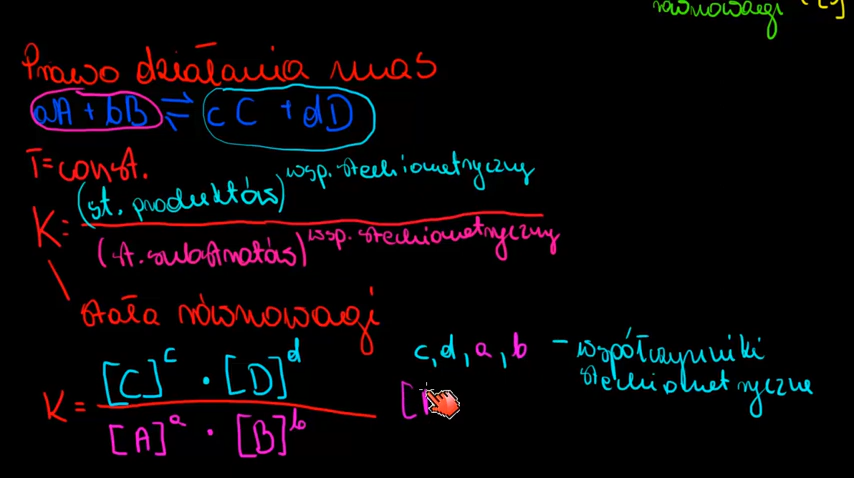 równowagi
Prawo działania mas
aA + bB ⇌ cC + dD
T = const.
K = (st. produktów)^wsp. stechiometryczny
(st. substratów)^wsp. stechiometryczny
stała równowagi
K = [C]^c · [D]^d
[A]^a · [B]^b
c, d, a, b – współczynniki
stechiometryczne
[